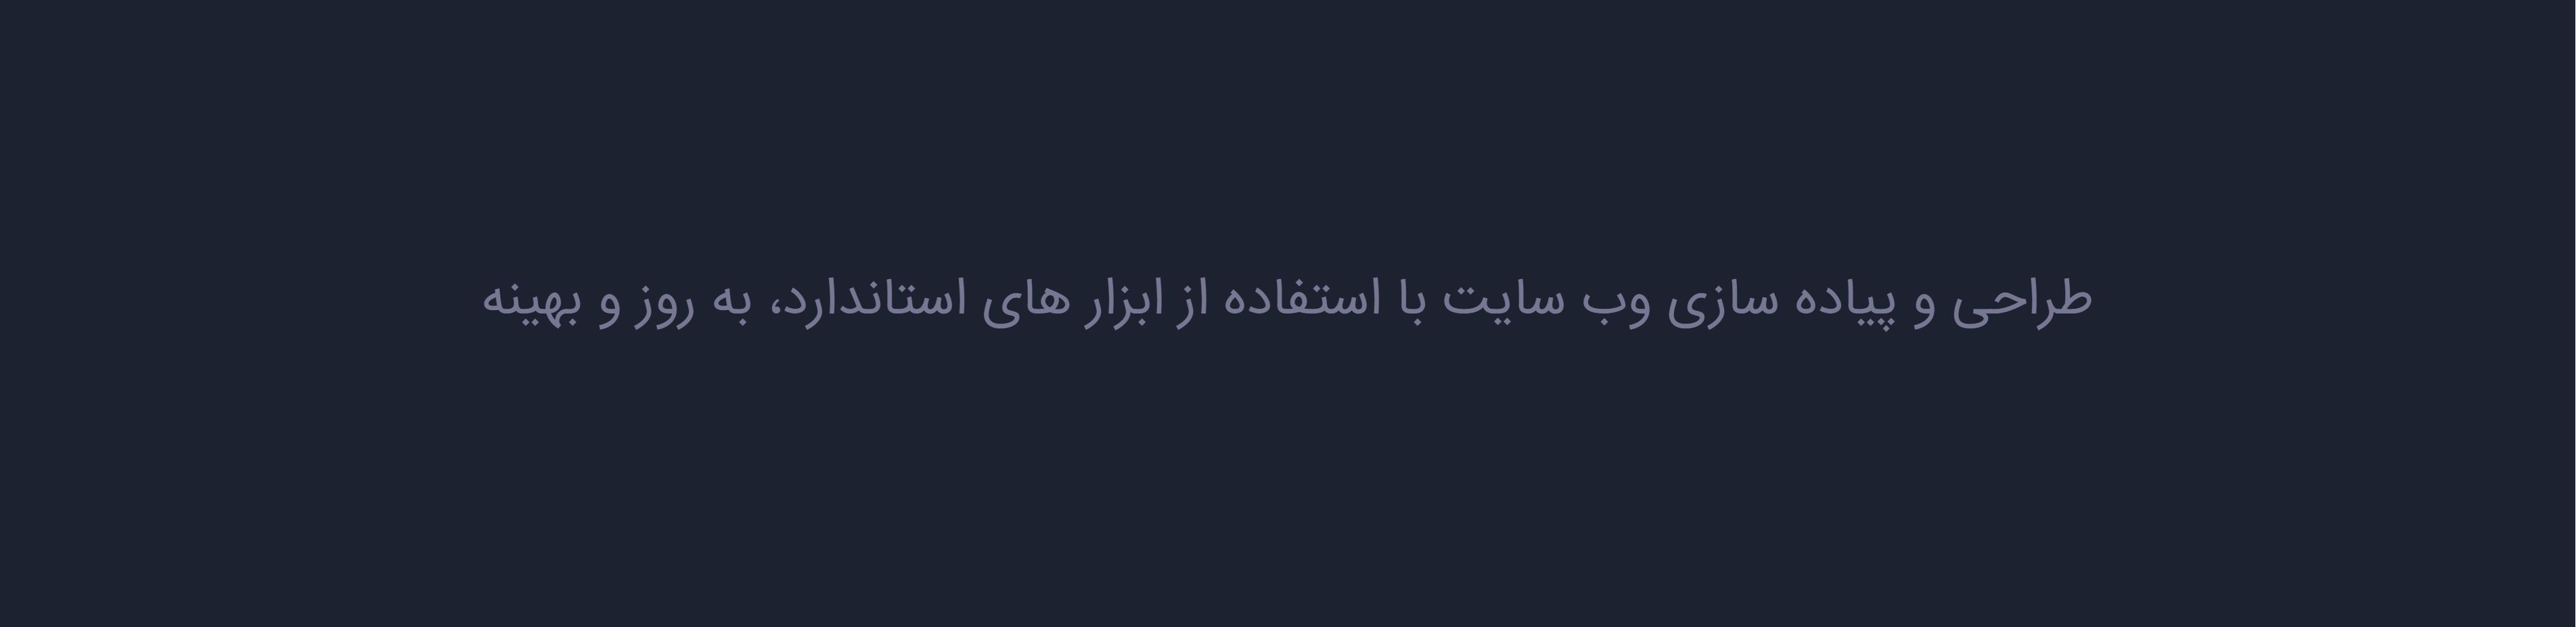 طراحی و پیاده سازی وب سایت با استفاده از ابزار های استاندارد، به روز و بهینه